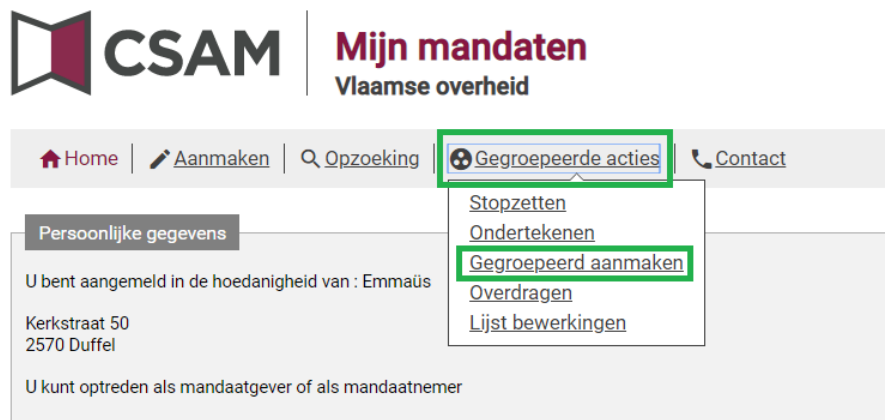 CSAM
Mijn mandaten
Vlaamse overheid
Home Aanmaken Opzoeking Gegroepeerde acties Contact
Stopzetten
Ondertekenen
Gegroepeerd aanmaken
Overdragen
Lijst bewerkingen
Persoonlijke gegevens
U bent aangemeld in de hoedanigheid van : Emmaüs
Kerkstraat 50
2570 Duffel
U kunt optreden als mandaatgever of als mandaatnemer